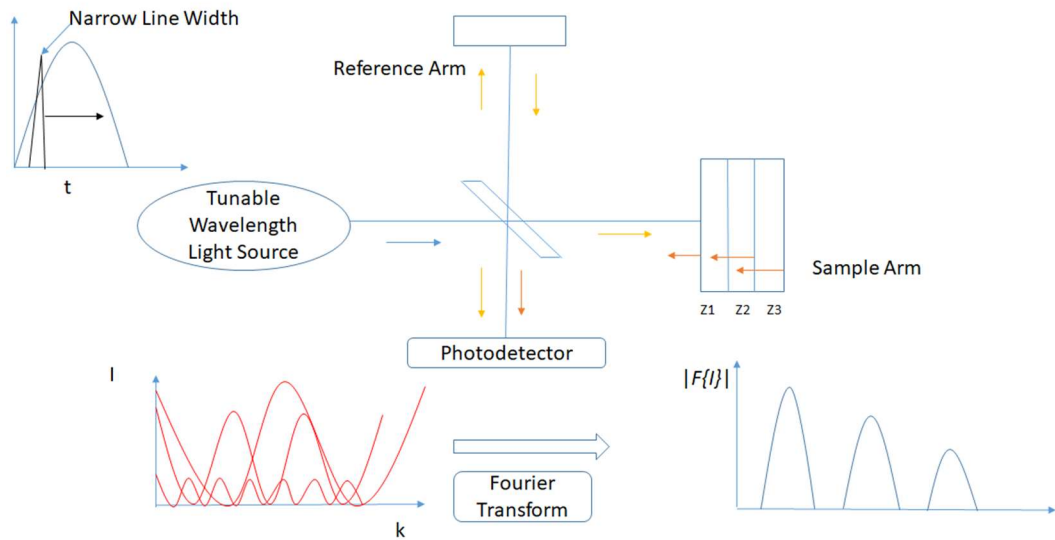 Narrow Line Width
Reference Arm
t
Tunable
Wavelength
Light Source
Sample Arm
Z1 Z2 Z3
Photodetector
I
|F{I}|
Fourier
Transform
k